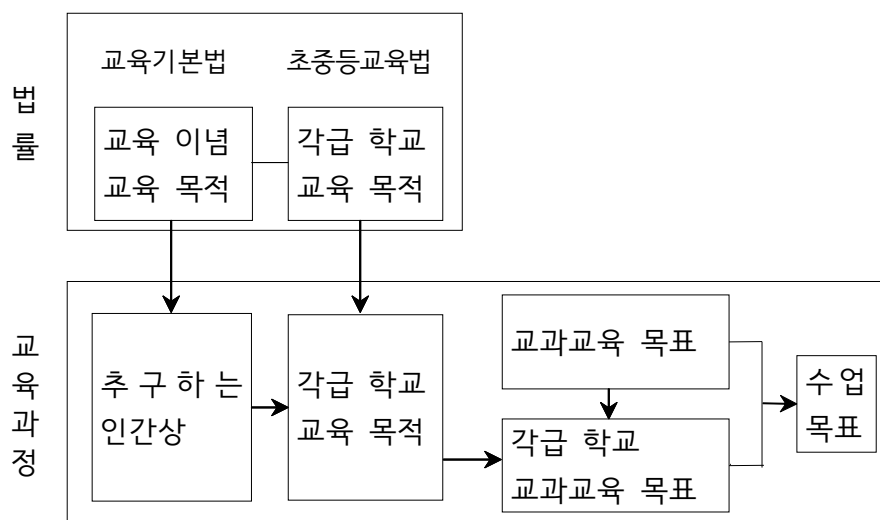 교육기본법
초중등교육법
법
률
교육 이념
교육 목적
각급 학교
교육 목적
교
육
과
정
추구하는
인간상
각급 학교
교육 목적
교과교육 목표
각급 학교
교과교육 목표
수업
목표